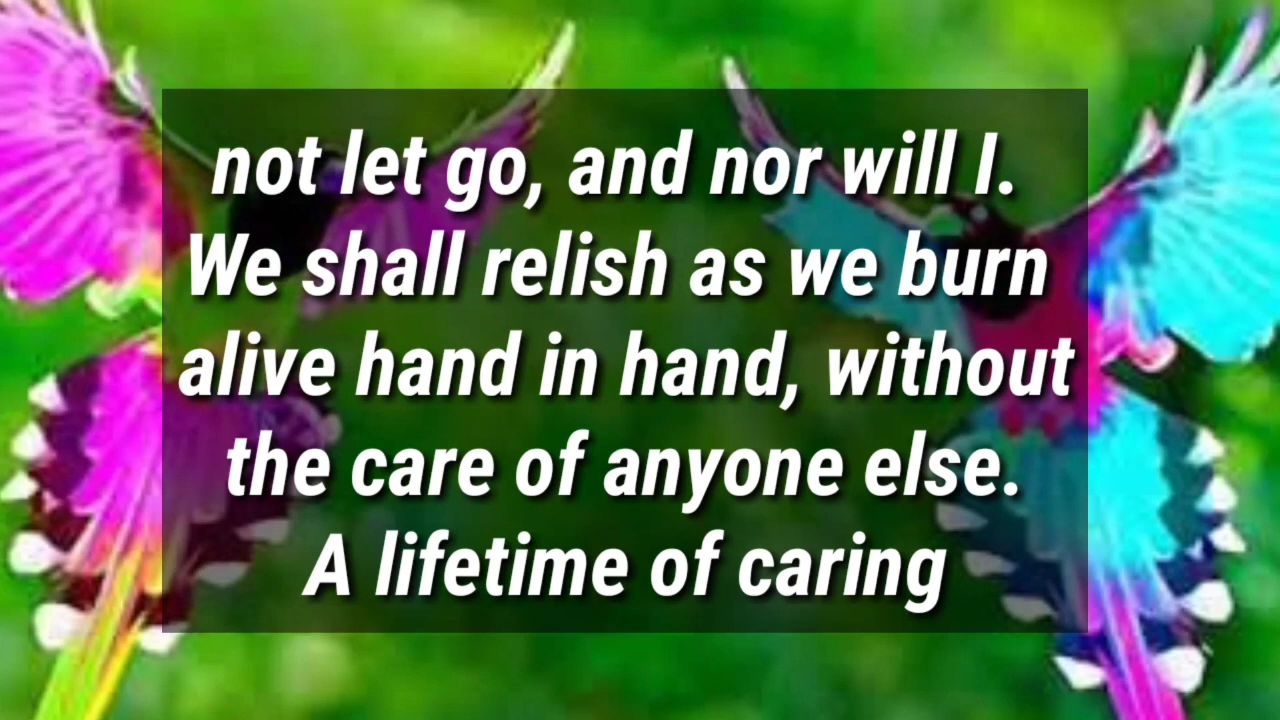 not let go, and nor will I.
We shall relish as we burn
alive hand in hand, without
the care of anyone else.
A lifetime of caring